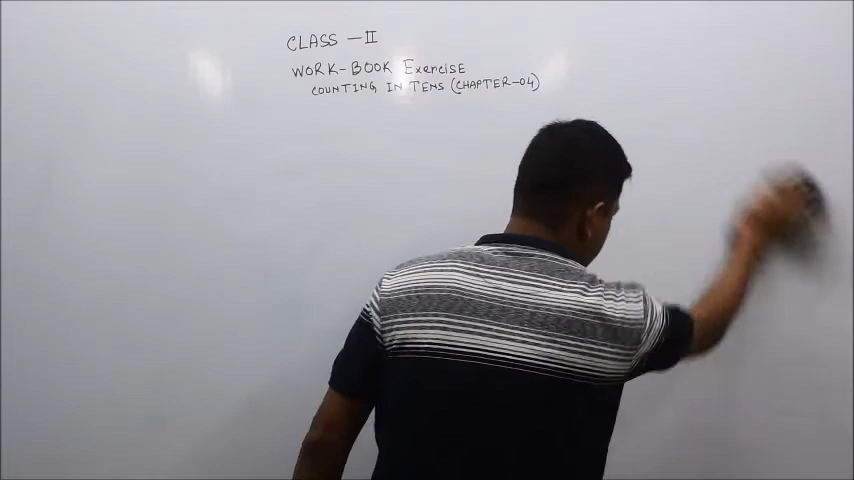 CLASS - II
WORK-BOOK Exercise
COUNTING IN TENS (CHAPTER-04)